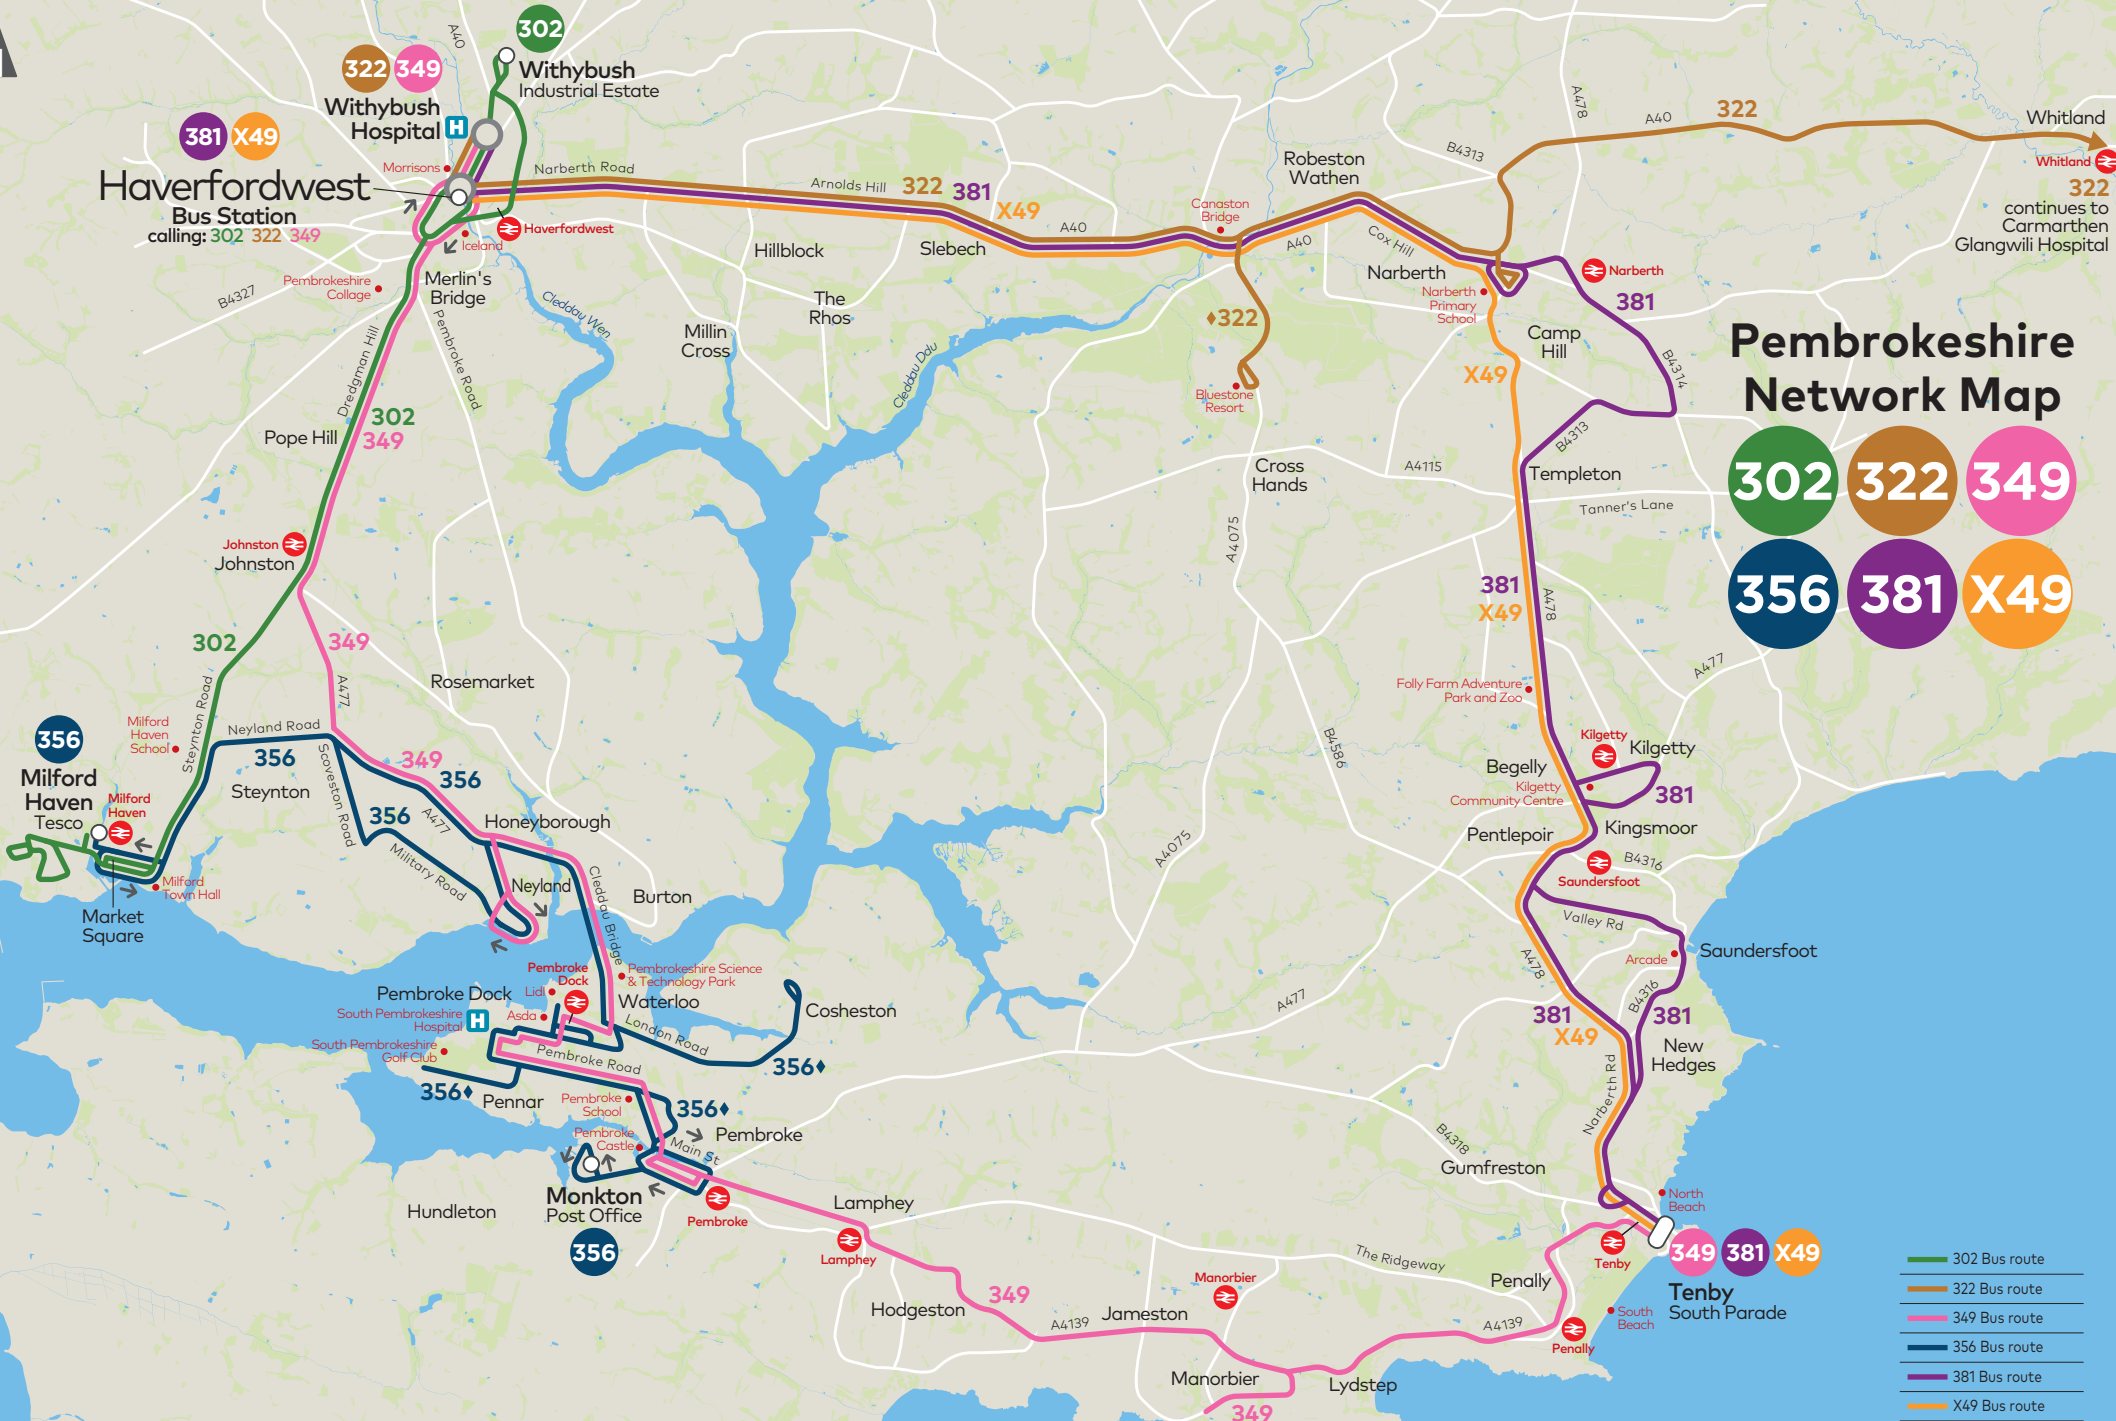 A40
302
Withybush
Industrial Estate
322 349
Withybush
Hospital
H
381 X49
Morrisons
Haverfordwest
Bus Station
calling: 302 322 349
Haverfordwest
Iceland
Merlin's
Bridge
Pembrokeshire
Collage
B4327
Narberth Road
Arnolds Hill
322
381
X49
Hillblock
Slebech
A40
The
Rhos
Millin
Cross
Cleddau Wen
Cleddau Ddu
Canaston
Bridge
Robeston
Wathen
A40
Cox Hill
Narberth
Narberth
Primary
School
♦322
Bluestone
Resort
Cross
Hands
A4115
A4075
B4313
A478
A40
322
Whitland
Whitland
322
continues to
Carmarthen
Glangwili Hospital
Narberth
381
Camp
Hill
B4314
X49
B4313
Templeton
Tanner's Lane
Pembrokeshire
Network Map
302 322 349
356 381 X49
Dredgman Hill
Pembroke Road
302
349
Pope Hill
Johnston
Johnston
302
349
A477
Rosemarket
Steynton Road
Neyland Road
356
Steynton
Scoveston Road
356
Milford
Haven
Tesco
Milford
Haven
School
Milford
Haven
Market
Square
Milford
Town Hall
349
356
356
A477
Military Road
Honeyborough
Neyland
Cleddau Bridge
Burton
381
X49
A478
A477
Folly Farm Adventure
Park and Zoo
B4586
Kilgetty
Kilgetty
Begelly
Kilgetty
Community Centre
381
Pentlepoir
Kingsmoor
B4316
Saundersfoot
Valley Rd
Saundersfoot
Arcade
B4316
A478
381
X49
381
New
Hedges
Narberth Rd
A4075
A477
Pembroke
Dock
Pembrokeshire Science
& Technology Park
Lidl
Asda
Pembroke Dock
South Pembrokeshire
Hospital
H
South Pembrokeshire
Golf Club
Waterloo
London Road
Cosheston
356♦
Pembroke Road
356♦
Pennar
Pembroke
School
356♦
Pembroke
Pembroke
Castle
Main St
Monkton
Post Office
356
Pembroke
Hundleton
Lamphey
Lamphey
Hodgeston
349
A4139
Jameston
Manorbier
Manorbier
349
Lydstep
The Ridgeway
B4318
Gumfreston
Penally
A4139
Penally
South
Beach
North
Beach
Tenby
349 381 X49
Tenby
South Parade
302 Bus route
322 Bus route
349 Bus route
356 Bus route
381 Bus route
X49 Bus route